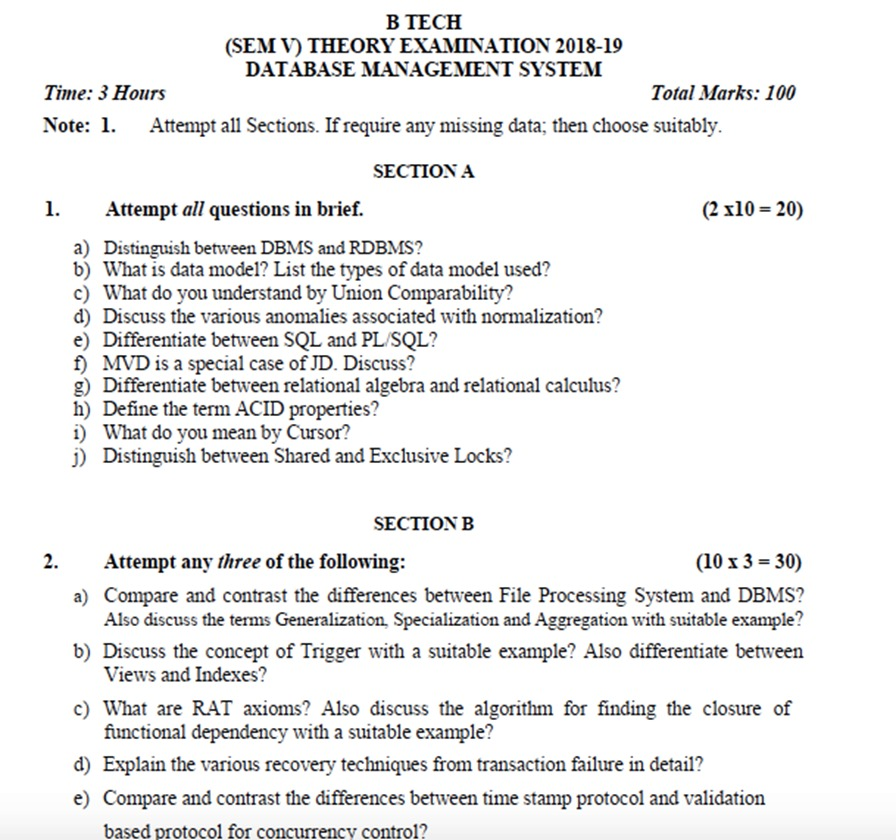 B TECH
(SEM V) THEORY EXAMINATION 2018-19
DATABASE MANAGEMENT SYSTEM
Time: 3 Hours Total Marks: 100
Note: 1. Attempt all Sections. If require any missing data; then choose suitably.
SECTION A
1. Attempt all questions in brief. (2 x10 = 20)
a) Distinguish between DBMS and RDBMS?
b) What is data model? List the types of data model used?
c) What do you understand by Union Comparability?
d) Discuss the various anomalies associated with normalization?
e) Differentiate between SQL and PL/SQL?
f) MVD is a special case of JD. Discuss?
g) Differentiate between relational algebra and relational calculus?
h) Define the term ACID properties?
i) What do you mean by Cursor?
j) Distinguish between Shared and Exclusive Locks?
SECTION B
2. Attempt any three of the following: (10 x 3 = 30)
a) Compare and contrast the differences between File Processing System and DBMS?
Also discuss the terms Generalization, Specialization and Aggregation with suitable example?
b) Discuss the concept of Trigger with a suitable example? Also differentiate between
Views and Indexes?
c) What are RAT axioms? Also discuss the algorithm for finding the closure of
functional dependency with a suitable example?
d) Explain the various recovery techniques from transaction failure in detail?
e) Compare and contrast the differences between time stamp protocol and validation
based protocol for concurrency control?